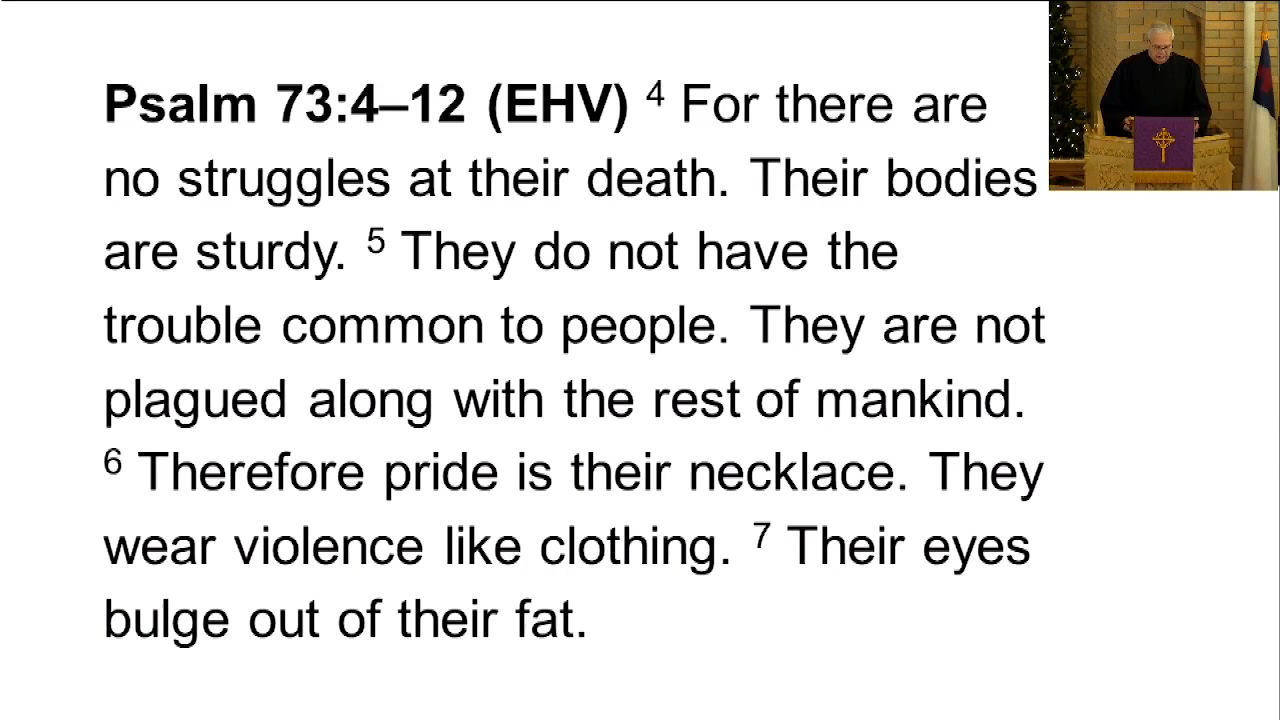 Psalm 73:4–12 (EHV) ⁴ For there are
no struggles at their death. Their bodies
are sturdy. ⁵ They do not have the
trouble common to people. They are not
plagued along with the rest of mankind.
⁶ Therefore pride is their necklace. They
wear violence like clothing. ⁷ Their eyes
bulge out of their fat.